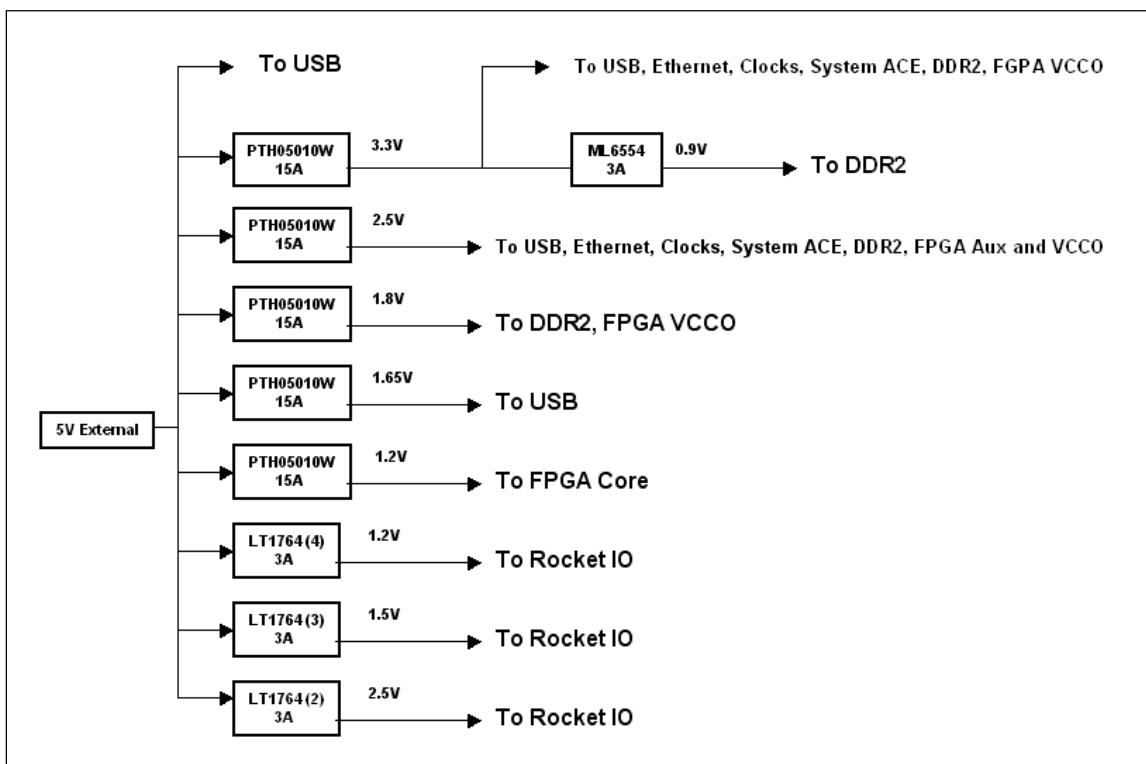 To USB
To USB, Ethernet, Clocks, System ACE, DDR2, FGPA VCCO
PTH05010W
15A
3.3V
ML6554
3A
0.9V
To DDR2
PTH05010W
15A
2.5V
To USB, Ethernet, Clocks, System ACE, DDR2, FPGA Aux and VCCO
PTH05010W
15A
1.8V
To DDR2, FPGA VCCO
PTH05010W
15A
1.65V
To USB
5V External
PTH05010W
15A
1.2V
To FPGA Core
LT1764(4)
3A
1.2V
To Rocket IO
LT1764(3)
3A
1.5V
To Rocket IO
LT1764(2)
3A
2.5V
To Rocket IO